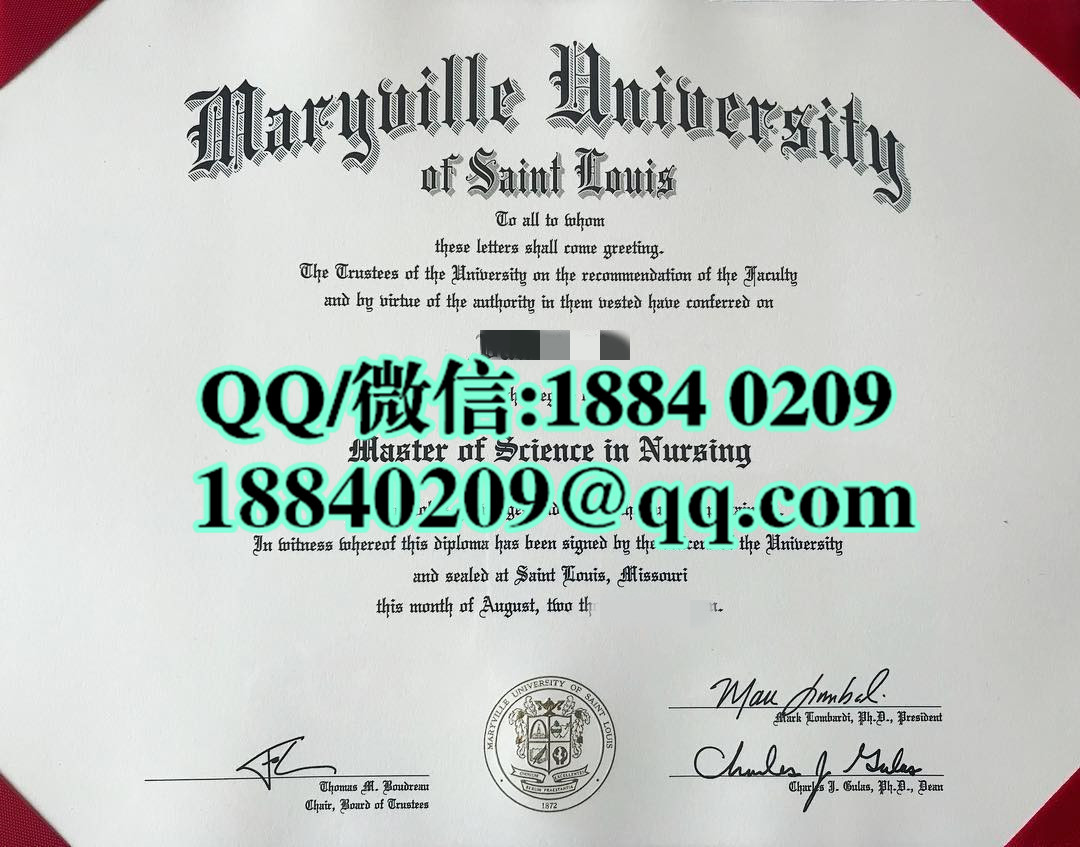 Maryville University
of Saint Louis
To all to whom
these letters shall come greeting.
The Trustees of the University on the recommendation of the Faculty
and by virtue of the authority in them vested have conferred on
QQ/微信:1884 0209
Master of Science in Nursing
18840209@qq.com
In witness whereof this diploma has been signed by the the University
and sealed at Saint Louis, Missouri
this month of August, two
MARYVILLE UNIVERSITY OF SAINT LOUIS
1872
Mark Lombardi, Ph.D., President
Charles J. Gulas
Charles J. Gulas, Ph.D., Dean
Thomas M. Boudreau
Chair, Board of Trustees